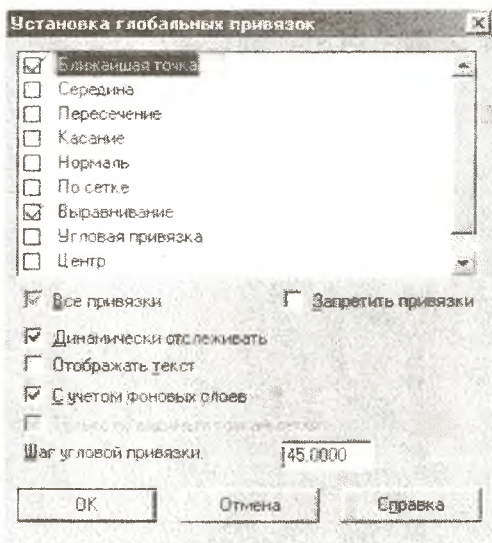 Установка глобальных привязок
Ближайшая точка
Середина
Пересечение
Касание
Нормаль
По сетке
Выравнивание
Угловая привязка
Центр
Все привязки
Запретить привязки
Динамически отслеживать
Отображать текст
С учетом фоновых слоев
Шаг угловой привязки.
45.0000
OK
Отмена
Справка